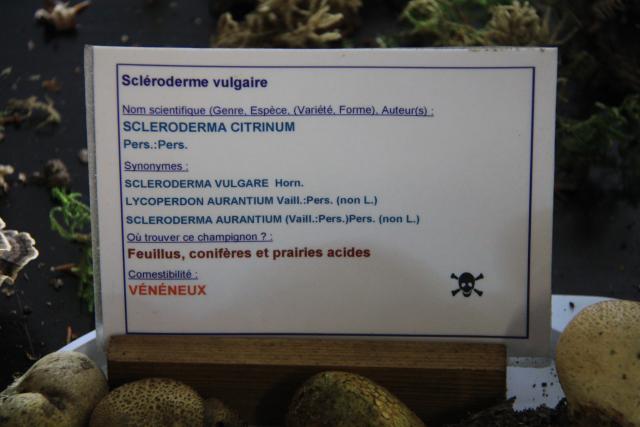 Scléroderme vulgaire
Nom scientifique (Genre, Espèce, (Variété, Forme), Auteur(s) :
SCLERODERMA CITRINUM
Pers.:Pers.
Synonymes :
SCLERODERMA VULGARE Horn.
LYCOPERDON AURANTIUM Vaill.:Pers. (non L.)
SCLERODERMA AURANTIUM (Vaill.:Pers.)Pers. (non L.)
Où trouver ce champignon ? :
Feuillus, conifères et prairies acides
Comestibilité :
VÉNÉNEUX